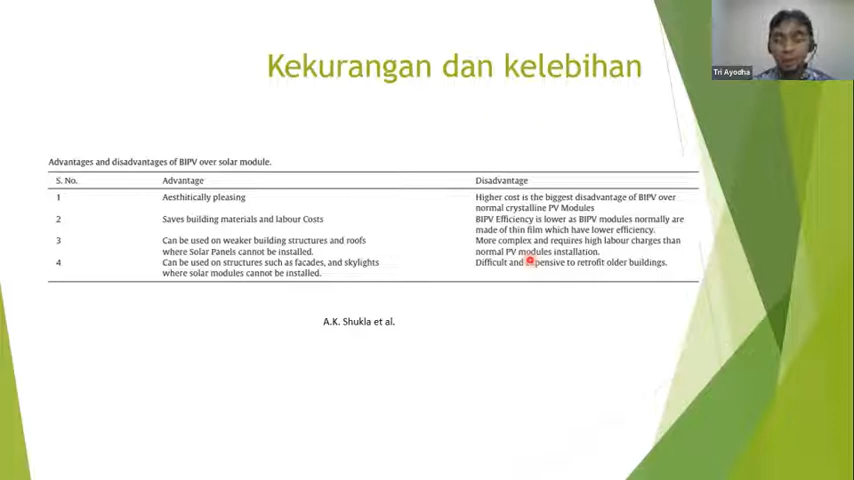 Kekurangan dan kelebihan
Tri Ayodha
Advantages and disadvantages of BIPV over solar module.
S. No. Advantage Disadvantage
1 Aesthitically pleasing Higher cost is the biggest disadvantage of BIPV over
normal crystalline PV Modules
2 Saves building materials and labour Costs BIPV Efficiency is lower as BIPV modules normally are
made of thin film which have lower efficiency.
3 Can be used on weaker building structures and roofs More complex and requires high labour charges than
where Solar Panels cannot be installed. normal PV modules installation.
4 Can be used on structures such as facades, and skylights Difficult and expensive to retrofit older buildings.
where solar modules cannot be installed.
A.K. Shukla et al.